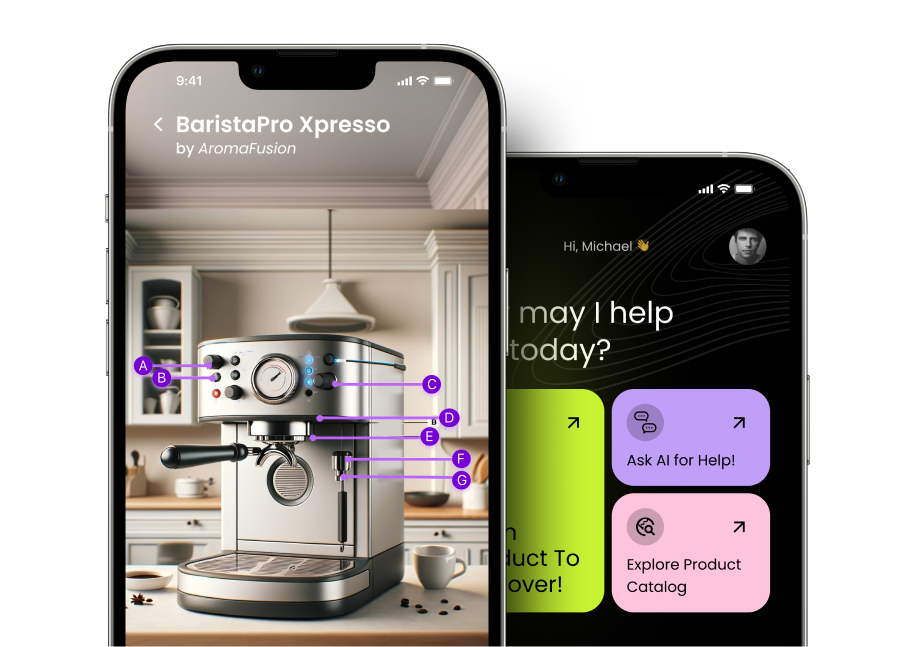 9:41
BaristaPro Xpresso
by AromaFusion
A
B
C
D
B
E
F
G
Hi, Michael 👋
may I help
today?
duct To
over!
Ask AI for Help!
Explore Product
Catalog